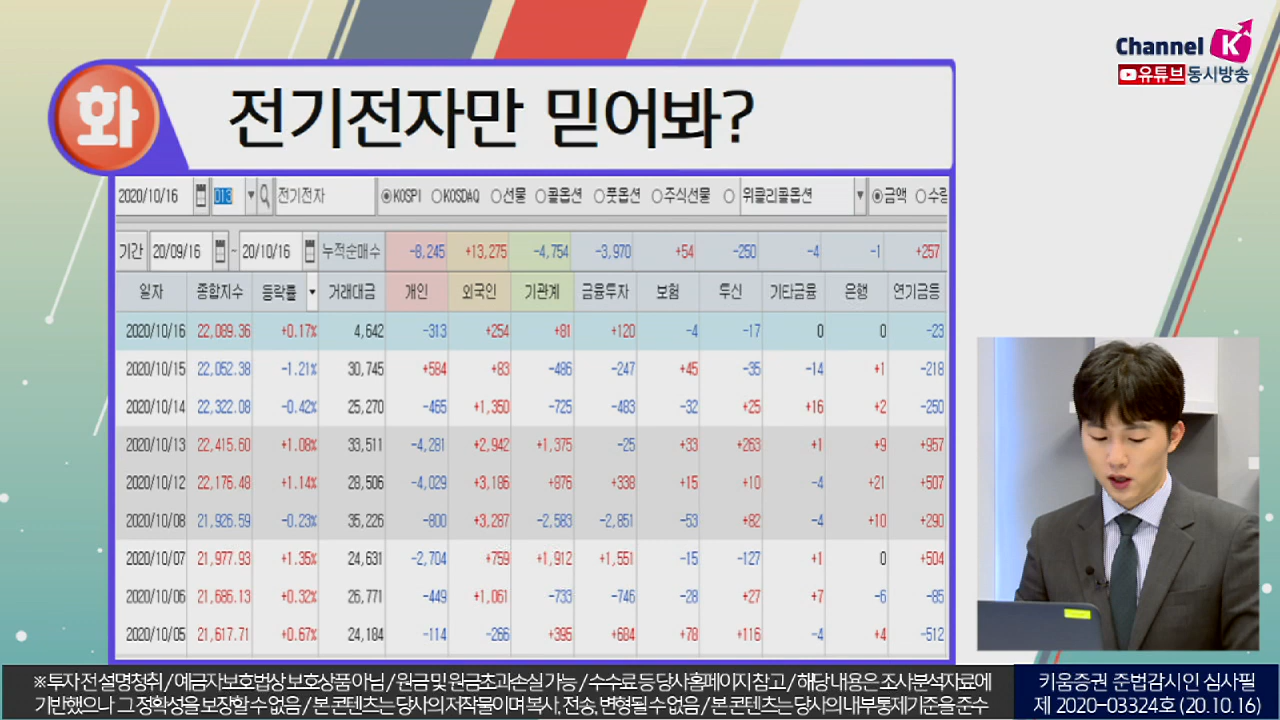 Channel K
유튜브동시방송
화 전기전자만 믿어봐?
2020/10/16 013 전기전자 KOSPI KOSDAQ 선물 콜옵션 풋옵션 주식선물 위클리콜옵션 금액 수량
기간 20/09/16 ~ 20/10/16 누적순매수 -8,245 +13,275 -4,754 -3,970 +54 -250 -4 -1 +257
일자 종합지수 등락률 거래대금 개인 외국인 기관계 금융투자 보험 투신 기타금융 은행 연기금등
2020/10/16 22,089.36 +0.17% 4,642 -313 +254 +81 +120 -4 -17 0 0 -23
2020/10/15 22,052.38 -1.21% 30,745 +584 +83 -486 -247 +45 -35 -14 +1 -218
2020/10/14 22,322.08 -0.42% 25,270 -465 +1,350 -725 -483 -32 +25 +16 +2 -250
2020/10/13 22,415.60 +1.08% 33,511 -4,281 +2,942 +1,375 -25 +33 +263 +1 +9 +957
2020/10/12 22,176.48 +1.14% 28,506 -4,029 +3,186 +876 +338 +15 +10 -4 +21 +507
2020/10/08 21,926.59 -0.23% 35,226 -800 +3,287 -2,583 -2,851 -53 +82 -4 +10 +290
2020/10/07 21,977.93 +1.35% 24,631 -2,704 +759 +1,912 +1,551 -15 -127 +1 0 +504
2020/10/06 21,686.13 +0.32% 26,771 -449 +1,061 -733 -746 -28 +27 +7 -6 -85
2020/10/05 21,617.71 +0.67% 24,184 -114 -266 +395 +684 +78 +116 -4 +4 -512
※ 투자 전 설명청취 / 예금자보호법상 보호상품 아님 / 원금 및 원금초과손실 가능 / 수수료 등 당사홈페이지 참고 / 해당 내용은 조사분석자료에
기반했으나 그 정확성을 보장할 수 없음 / 본 콘텐츠는 당사의 저작물이며 복사, 전송, 변형될 수 없음 / 본 콘텐츠는 당사의 내부통제기준을 준수
키움증권 준법감시인 심사필
제 2020-03324호 (20.10.16)